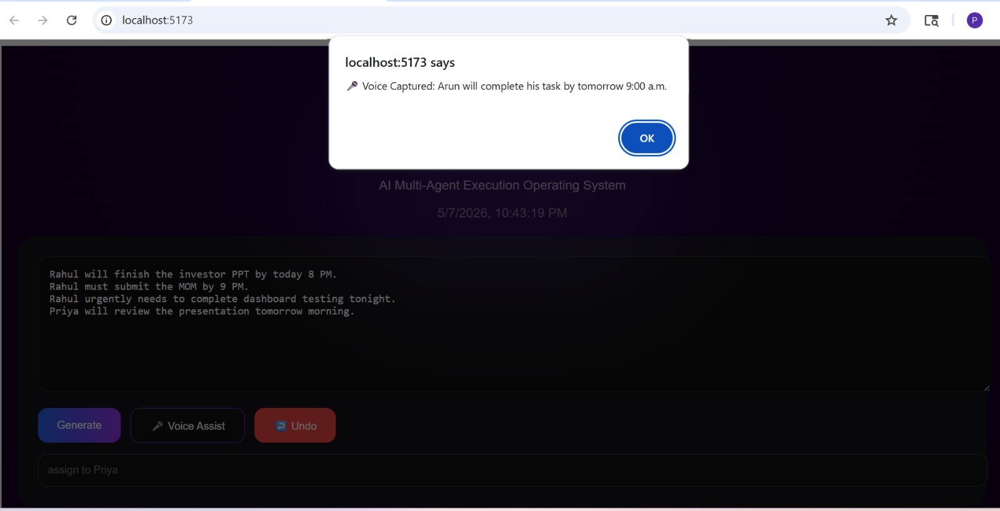 localhost:5173
P
localhost:5173 says
🎤 Voice Captured: Arun will complete his task by tomorrow 9:00 a.m.
OK
AI Multi-Agent Execution Operating System
5/7/2026, 10:43:19 PM
Rahul will finish the investor PPT by today 8 PM.
Rahul must submit the MOM by 9 PM.
Rahul urgently needs to complete dashboard testing tonight.
Priya will review the presentation tomorrow morning.
Generate
🎤 Voice Assist
↩️ Undo
assign to Priya